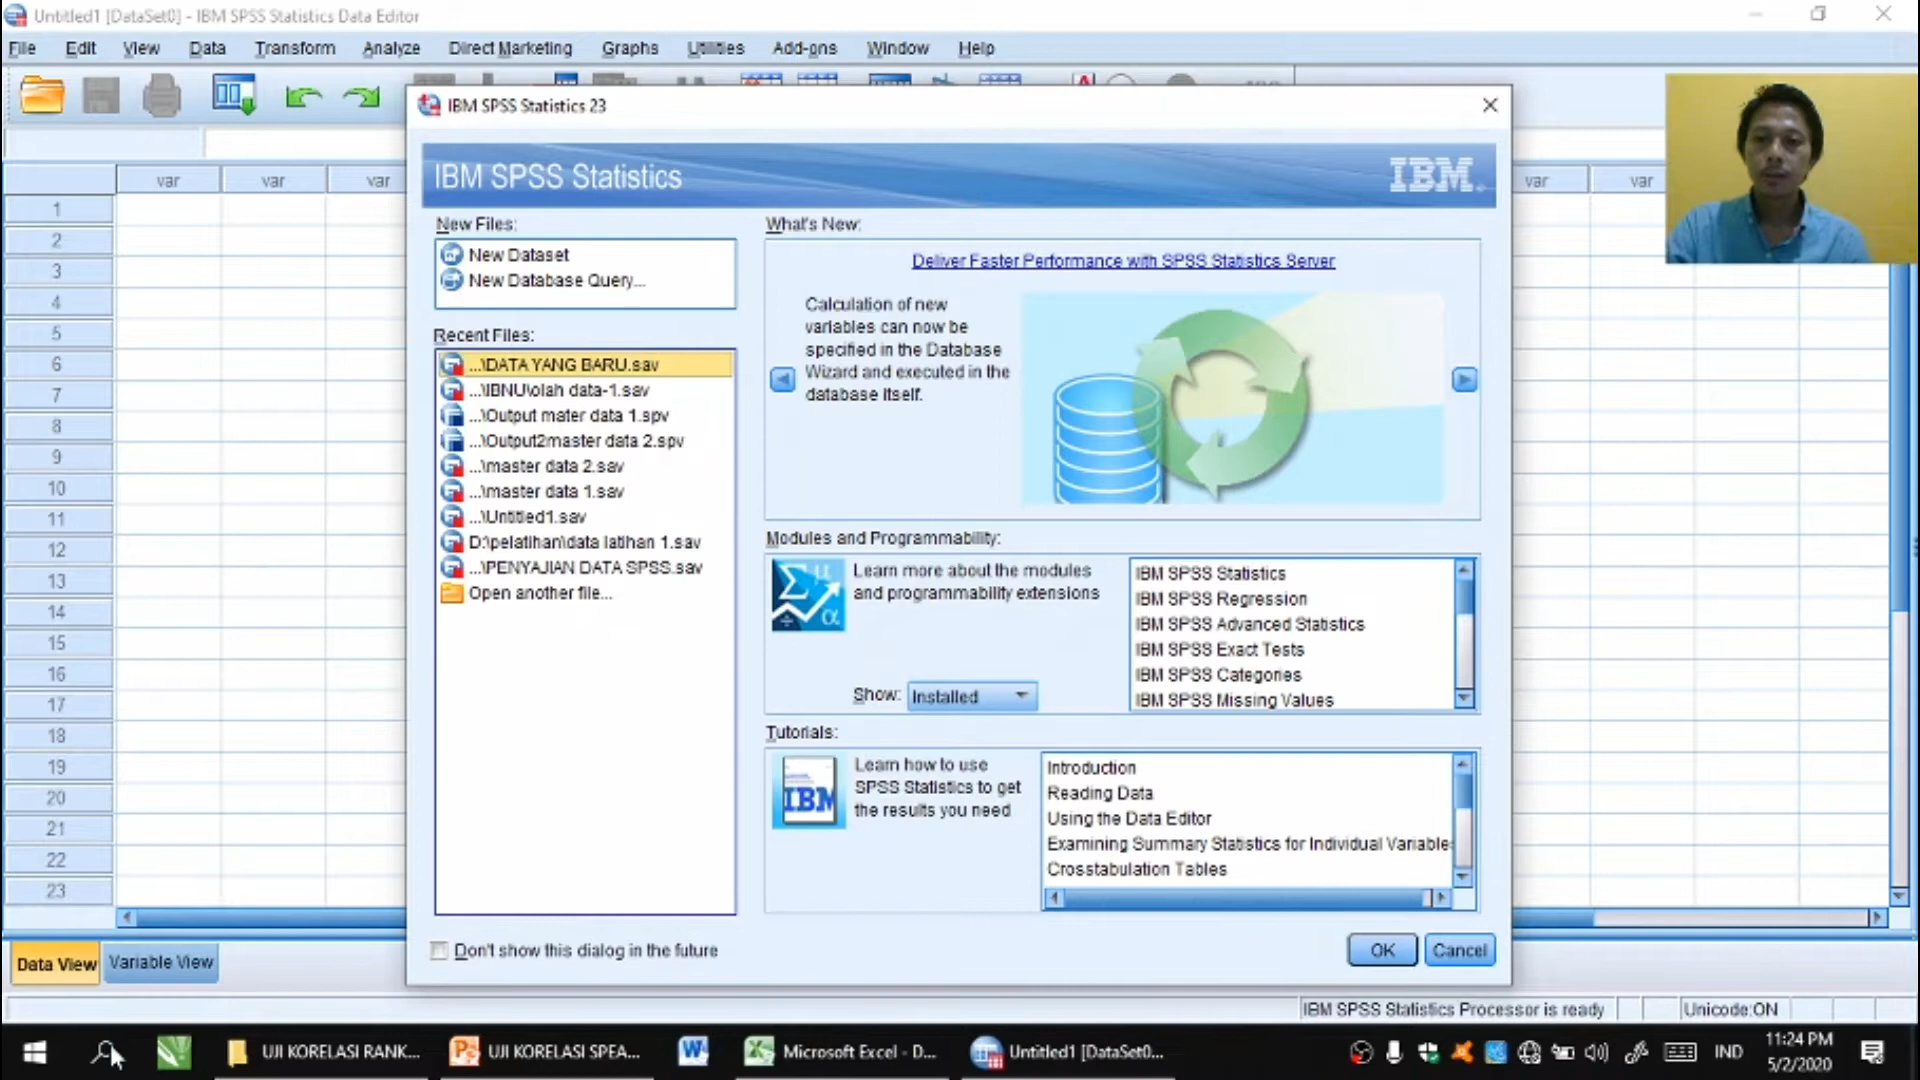 Untitled1 [DataSet0] - IBM SPSS Statistics Data Editor
File Edit View Data Transform Analyze Direct Marketing Graphs Utilities Add-ons Window Help
IBM SPSS Statistics 23
IBM SPSS Statistics
IBM
var var var var var
1
2
3
4
5
6
7
8
9
10
11
12
13
14
15
16
17
18
19
20
21
22
23
New Files:
New Dataset
New Database Query...
Recent Files:
...\DATA YANG BARU.sav
...\IBNU\olah data-1.sav
...\Output mater data 1.spv
...\Output2master data 2.spv
...\master data 2.sav
...\master data 1.sav
...\Untitled1.sav
D:\pelatihan\data latihan 1.sav
...\PENYAJIAN DATA SPSS.sav
Open another file...
What's New:
Deliver Faster Performance with SPSS Statistics Server
Calculation of new
variables can now be
specified in the Database
Wizard and executed in the
database itself.
Modules and Programmability:
Learn more about the modules
and programmability extensions
Show: Installed
IBM SPSS Statistics
IBM SPSS Regression
IBM SPSS Advanced Statistics
IBM SPSS Exact Tests
IBM SPSS Categories
IBM SPSS Missing Values
Tutorials:
IBM
Learn how to use
SPSS Statistics to get
the results you need
Introduction
Reading Data
Using the Data Editor
Examining Summary Statistics for Individual Variable
Crosstabulation Tables
Don't show this dialog in the future
OK Cancel
Data View Variable View
IBM SPSS Statistics Processor is ready Unicode:ON
UJI KORELASI RANK... UJI KORELASI SPEA... Microsoft Excel - D... Untitled1 [DataSet0... IND 11:24 PM
5/2/2020